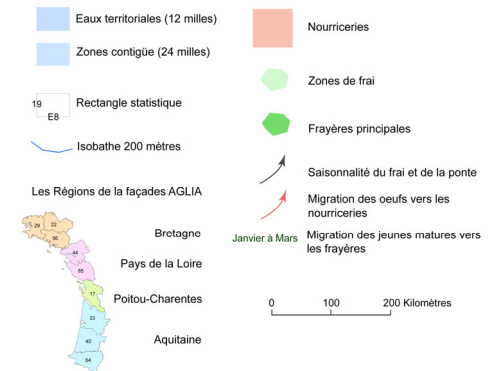 Eaux territoriales (12 milles)
Zones contigüe (24 milles)
19
E8
Rectangle statistique
Isobathe 200 mètres
Les Régions de la façades AGLIA
29
22
56
Bretagne
44
85
Pays de la Loire
17
Poitou-Charentes
33
40
64
Aquitaine
Nourriceries
Zones de frai
Frayères principales
Saisonnalité du frai et de la ponte
Migration des oeufs vers les
nourriceries
Janvier à Mars
Migration des jeunes matures vers
les frayères
0 100 200 Kilomètres